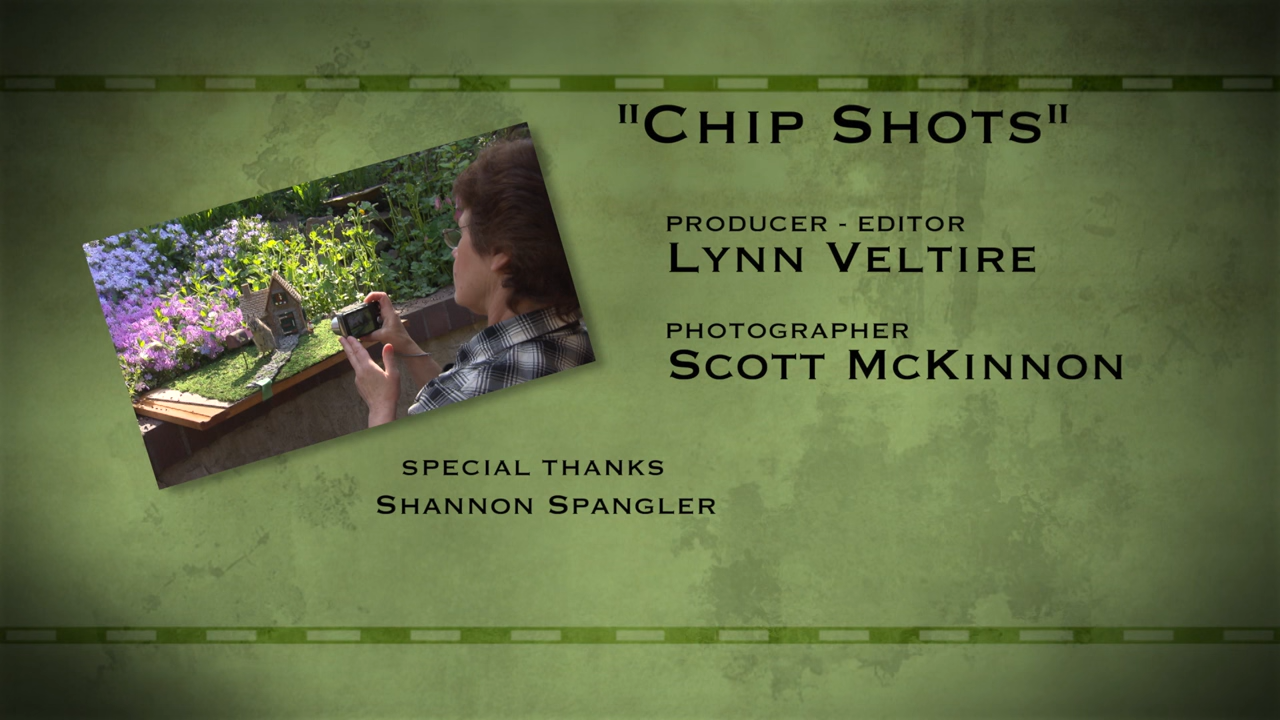 "Chip Shots"
PRODUCER - EDITOR
Lynn Veltire
PHOTOGRAPHER
Scott McKinnon
SPECIAL THANKS
Shannon Spangler